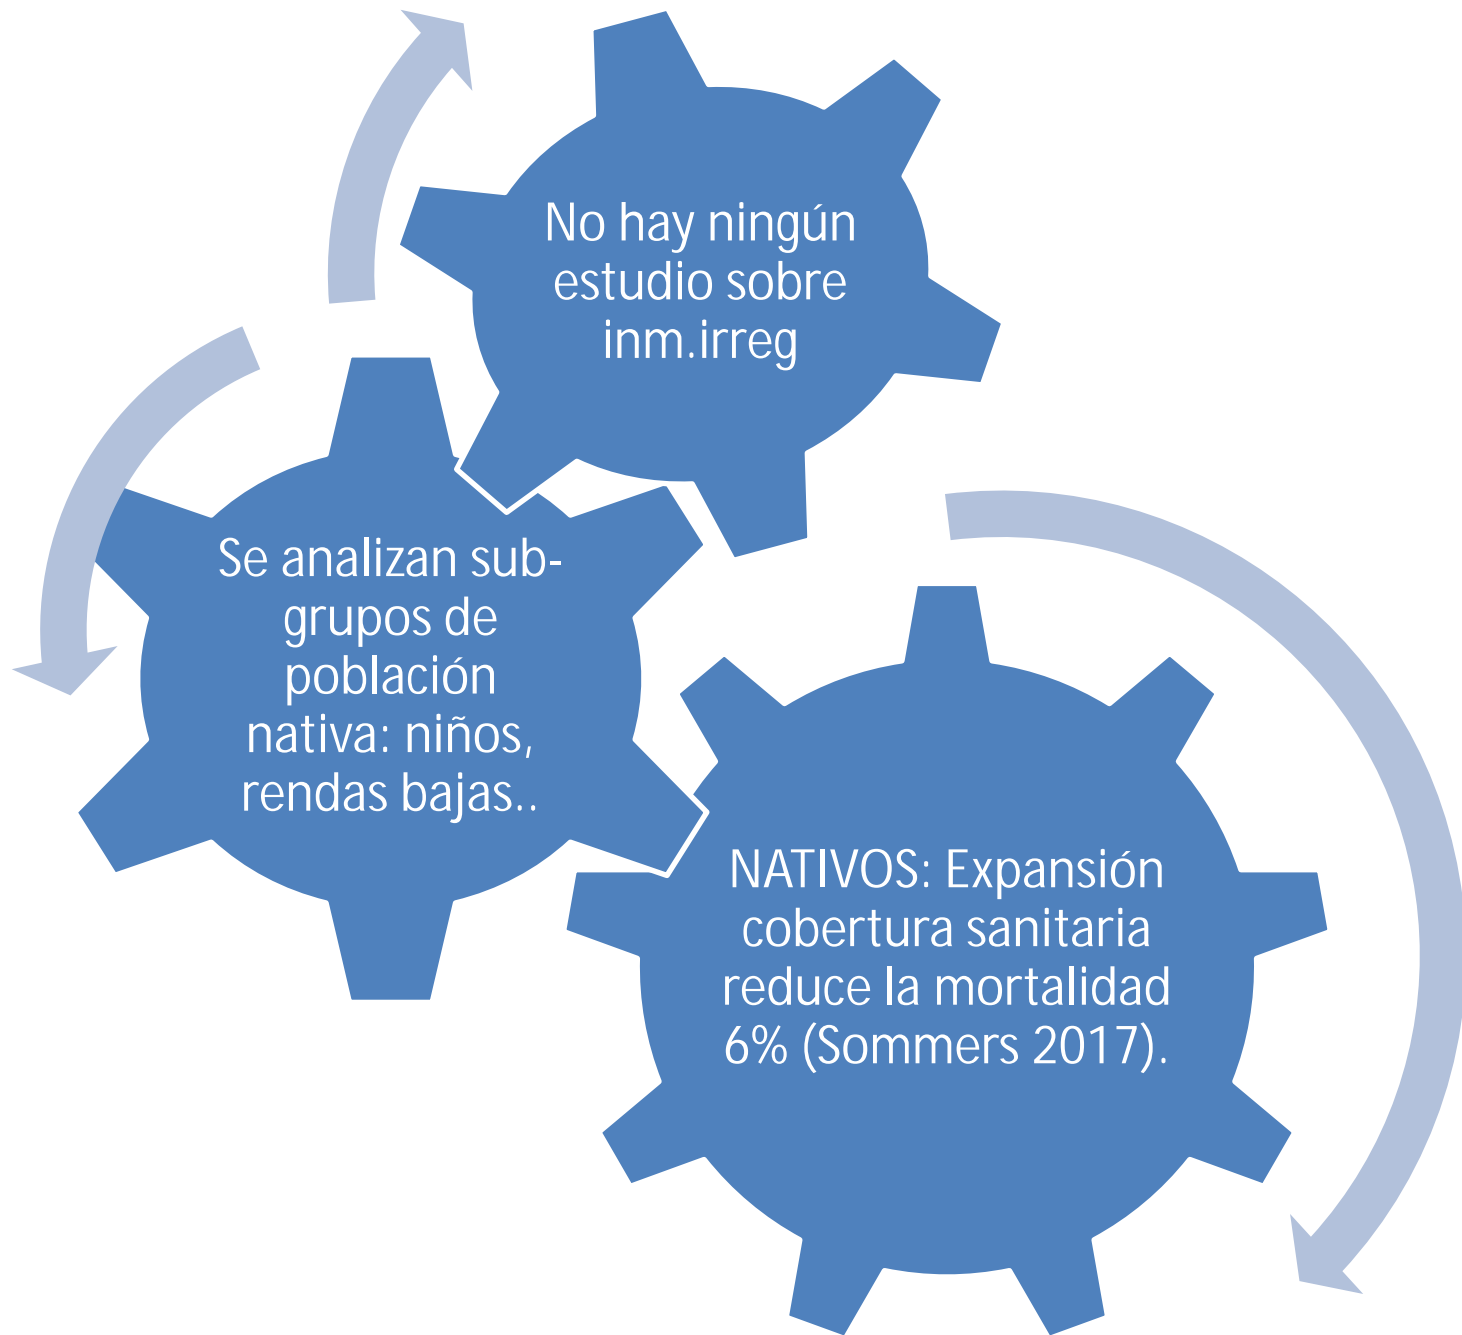 No hay ningún
estudio sobre
inm.irreg
Se analizan sub-
grupos de
población
nativa: niños,
rendas bajas..
NATIVOS: Expansión
cobertura sanitaria
reduce la mortalidad
6% (Sommers 2017).